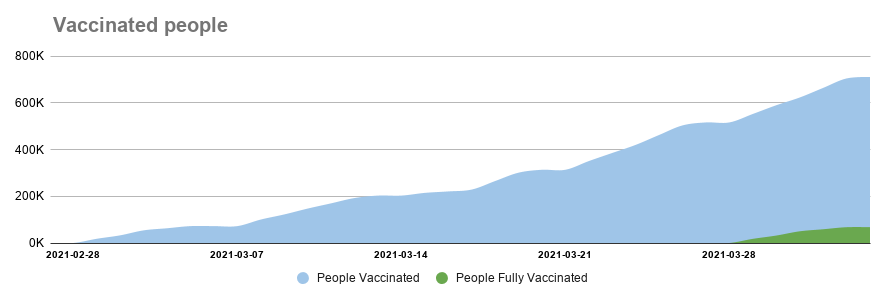 Vaccinated people
800K
600K
400K
200K
0K
2021-02-28 2021-03-07 2021-03-14 2021-03-21 2021-03-28
People Vaccinated People Fully Vaccinated